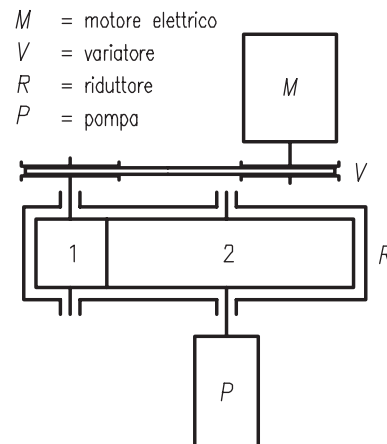 M = motore elettrico
V = variatore
R = riduttore
P = pompa
M
V
1
2
R
P